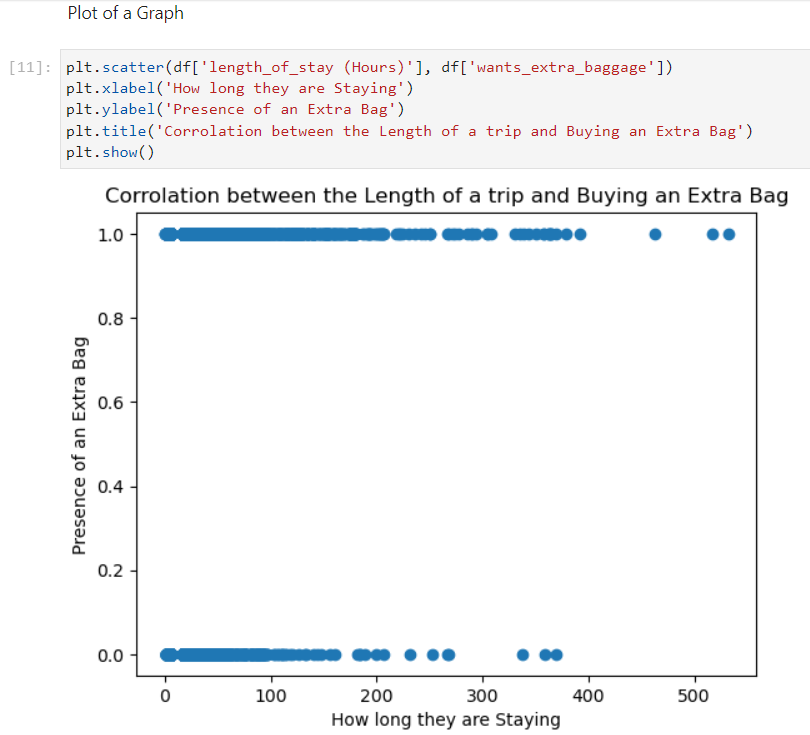 Plot of a Graph
[11]: plt.scatter(df['length_of_stay (Hours)'], df['wants_extra_baggage'])
plt.xlabel('How long they are Staying')
plt.ylabel('Presence of an Extra Bag')
plt.title('Corrolation between the Length of a trip and Buying an Extra Bag')
plt.show()
Corrolation between the Length of a trip and Buying an Extra Bag
1.0
0.8
0.6
0.4
0.2
0.0
Presence of an Extra Bag
0 100 200 300 400 500
How long they are Staying